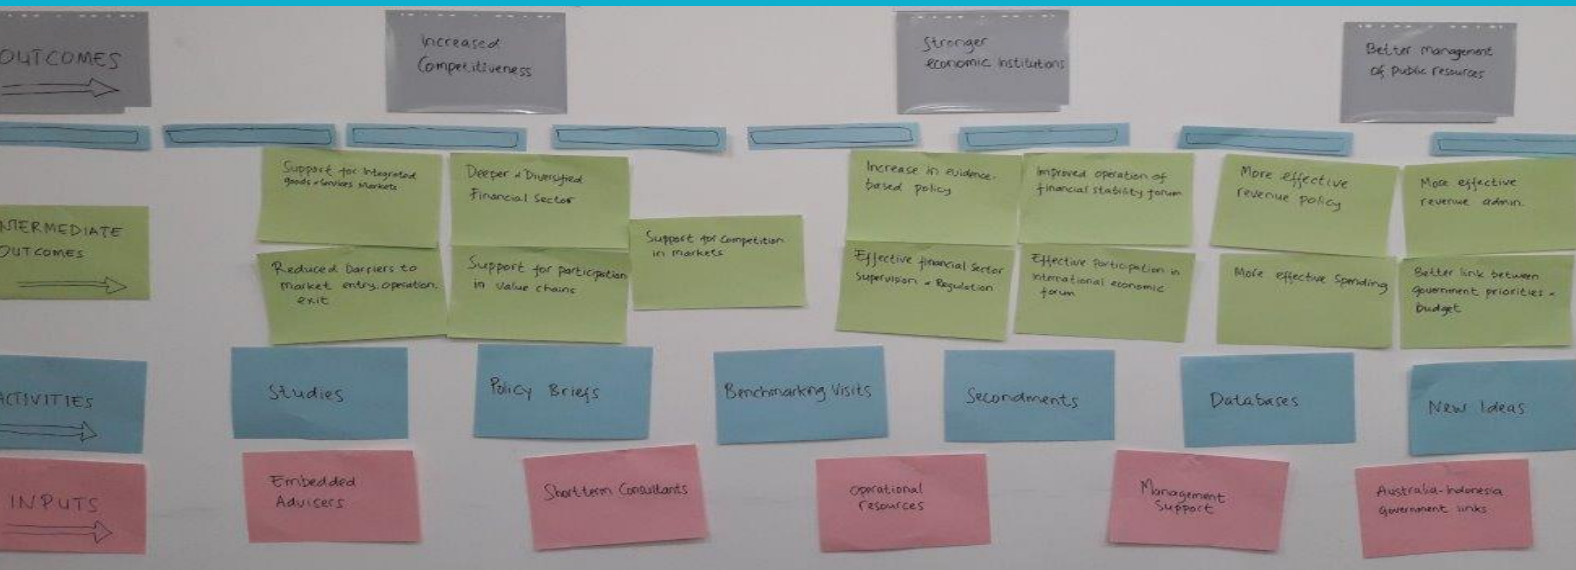 OUTCOMES
Increased
Competitiveness
Stronger
economic Institutions
Better management
of Public resources
NTERMEDIATE
OUTCOMES
Support for Integrated
goods + Services Markets
Deeper + Diversified
Financial Sector
Reduced barriers to
market entry, operation,
exit
Support for participation
in value chains
Support for competition
in markets
Increase in evidence-
based policy
Improved operation of
financial stability forum
Effective financial Sector
Supervision + Regulation
Effective Participation in
international economic
forum
More effective
revenue policy
More effective
revenue admin.
More effective Spending
Better link between
government priorities +
budget
ACTIVITIES
Studies
Policy Briefs
Benchmarking Visits
Secondments
Databases
New Ideas
INPUTS
Embedded
Advisers
Short term Consultants
Operational
resources
Management
Support
Australia-Indonesia
Government links